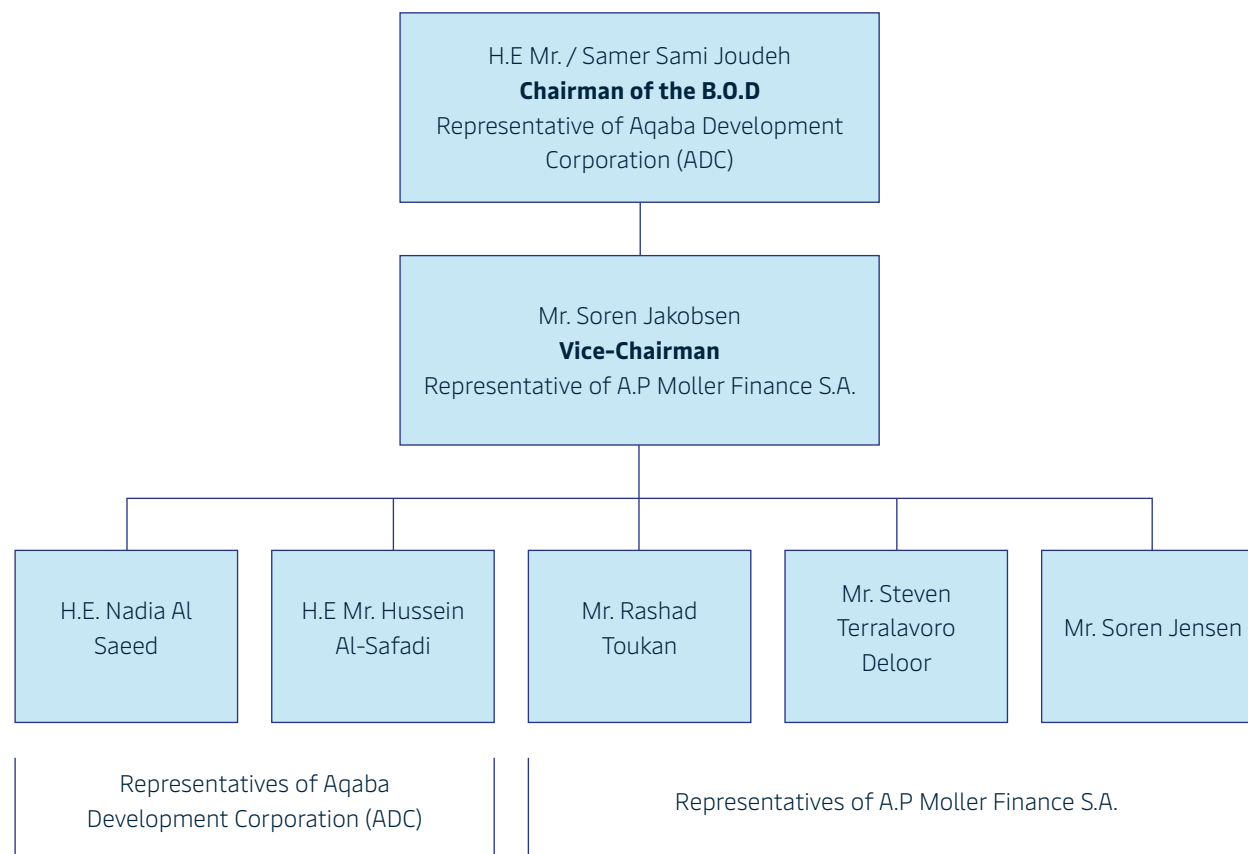 H.E Mr. / Samer Sami Joudeh
Chairman of the B.O.D
Representative of Aqaba Development
Corporation (ADC)
Mr. Soren Jakobsen
Vice-Chairman
Representative of A.P Moller Finance S.A.
H.E. Nadia Al
Saeed
H.E Mr. Hussein
Al-Safadi
Mr. Rashad
Toukan
Mr. Steven
Terralavoro
Deloor
Mr. Soren Jensen
Representatives of Aqaba
Development Corporation (ADC)
Representatives of A.P Moller Finance S.A.